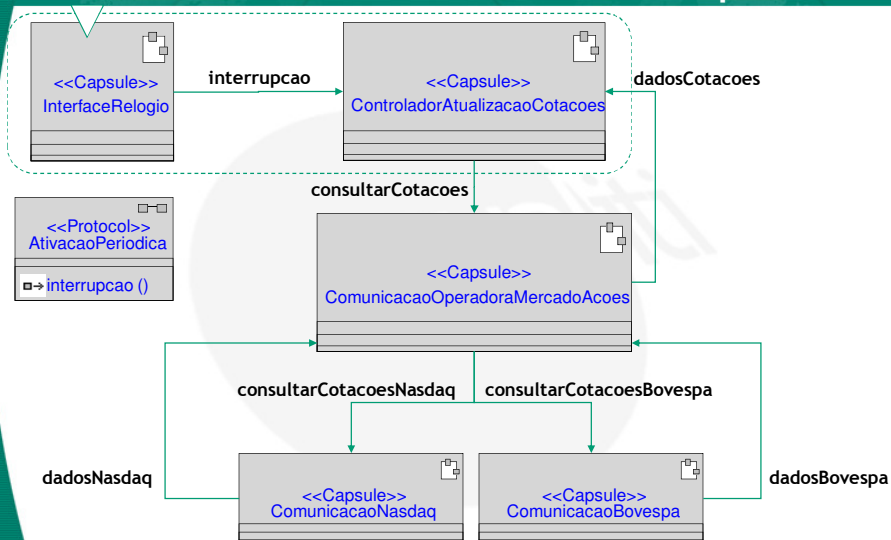 <<Capsule>>
InterfaceRelogio
interrupcao
<<Capsule>>
ControladorAtualizacaoCotacoes
dadosCotacoes
consultarCotacoes
<<Protocol>>
AtivacaoPeriodica
interrupcao ()
<<Capsule>>
ComunicacaoOperadoraMercadoAcoes
consultarCotacoesNasdaq
consultarCotacoesBovespa
dadosNasdaq
<<Capsule>>
ComunicacaoNasdaq
<<Capsule>>
ComunicacaoBovespa
dadosBovespa